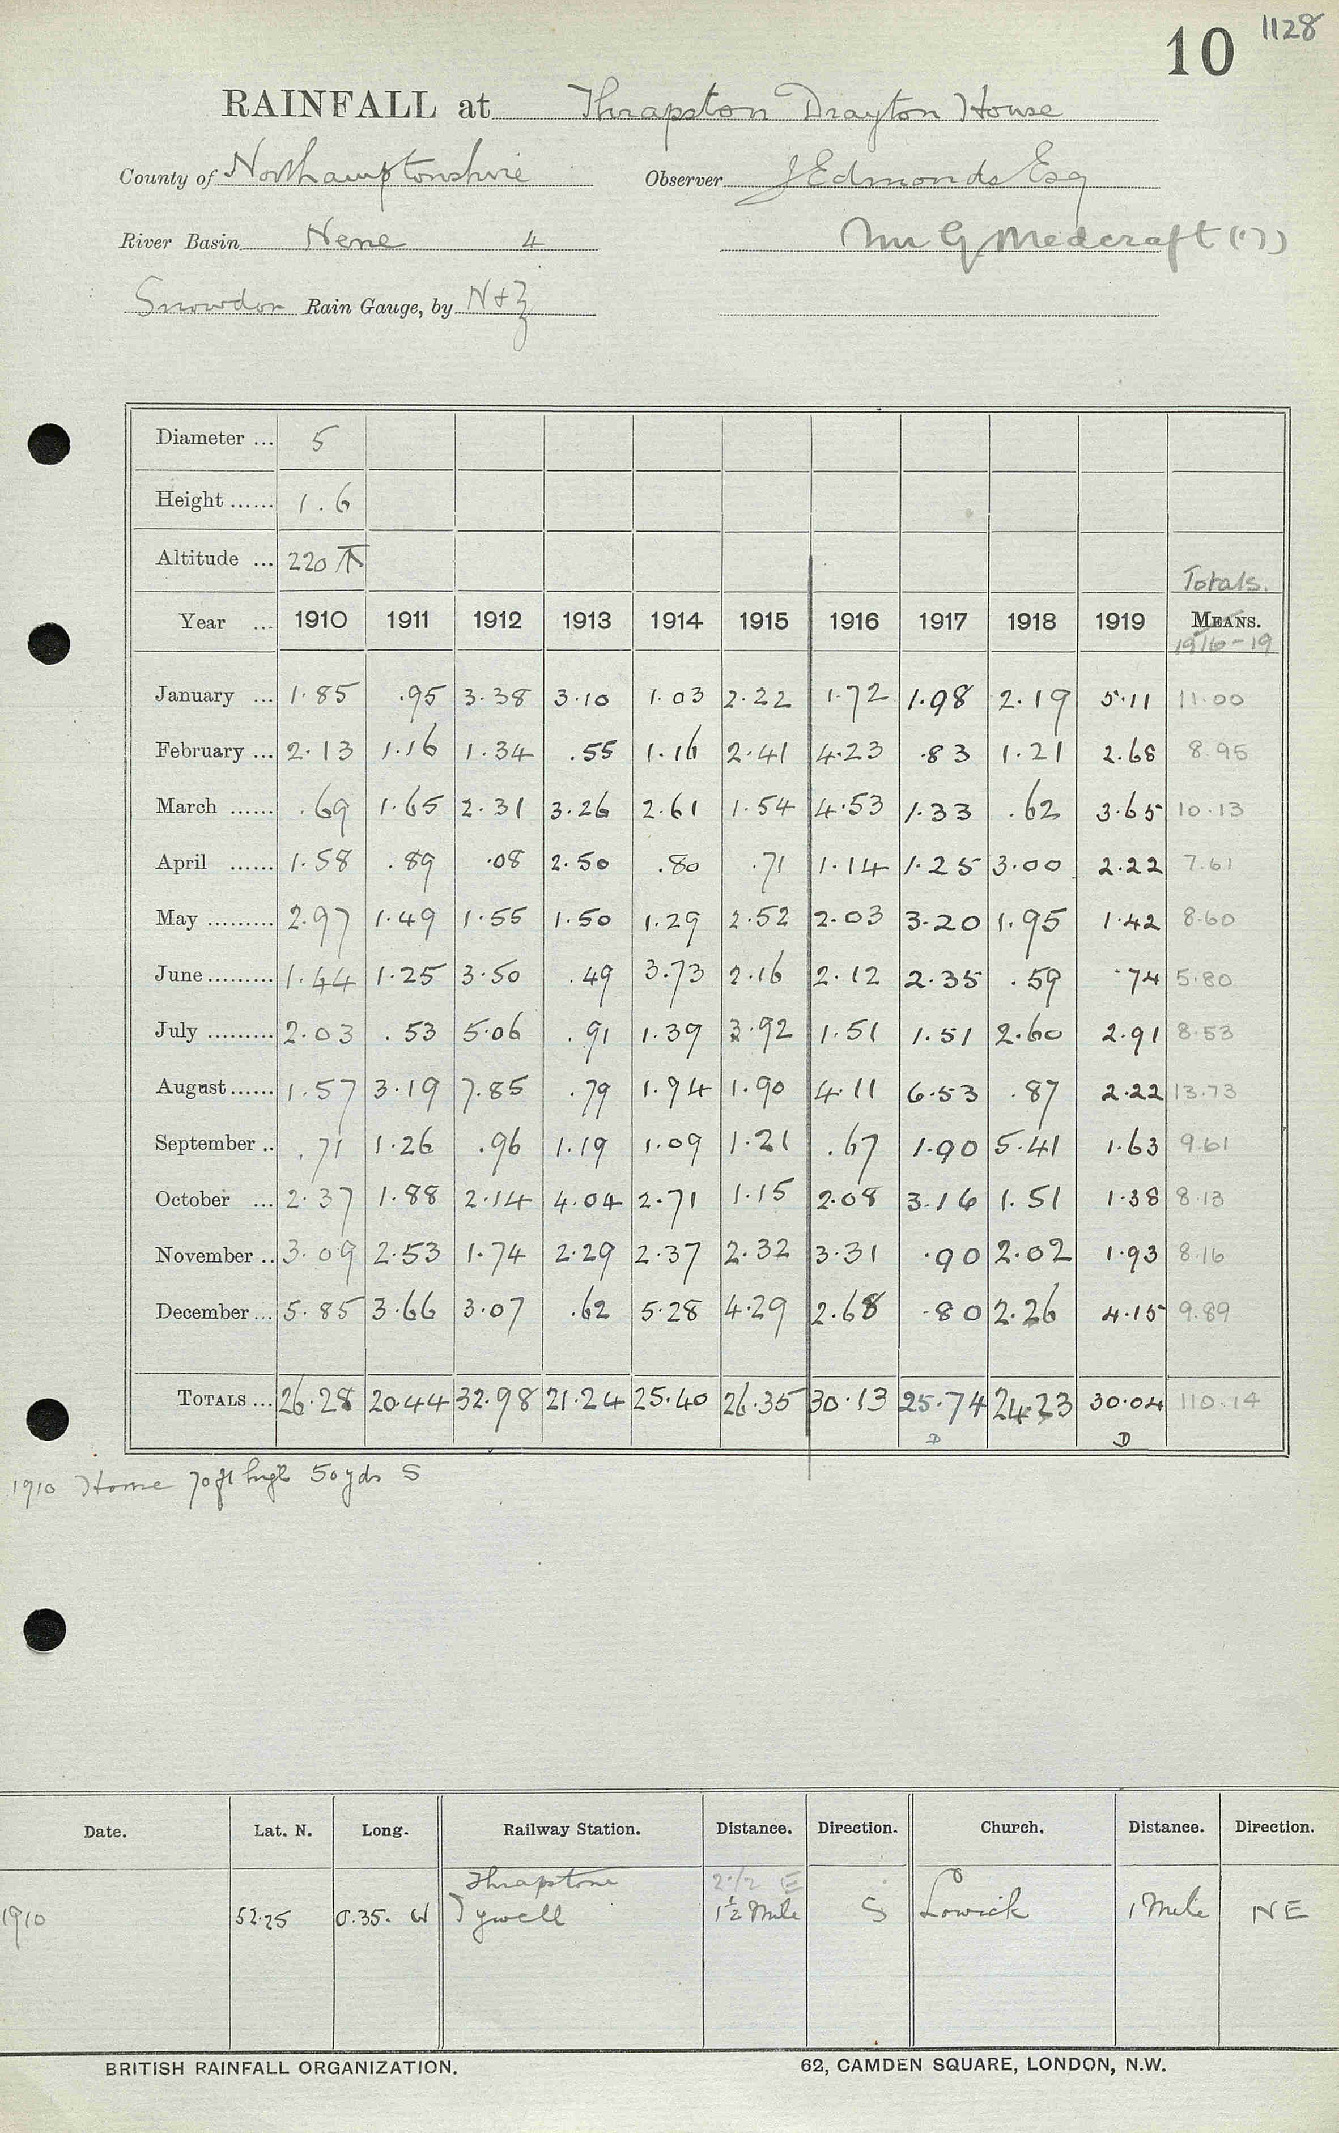 10 1128
RAINFALL at Thrapston Drayton House
County of Northamptonshire Observer J Edmonds Esq
River Basin Nene 4 Mr G Medcraft (17)
Snowdon Rain Gauge, by N & Z
Diameter ... 5
Height ...... 1.6
Altitude ... 220
Totals.
Year ... 1910 1911 1912 1913 1914 1915 1916 1917 1918 1919 MEANS.
1916-19
January ... 1.85 .95 3.38 3.10 1.03 2.22 1.72 1.98 2.19 5.11 11.00
February ... 2.13 1.16 1.34 .55 1.16 2.41 4.23 .83 1.21 2.68 8.95
March ...... .69 1.65 2.31 3.26 2.61 1.54 4.53 1.33 .62 3.65 10.13
April ...... 1.58 .89 .08 2.50 .80 .71 1.14 1.25 3.00 2.22 7.61
May ......... 2.97 1.49 1.55 1.50 1.29 2.52 2.03 3.20 1.95 1.42 8.60
June ......... 1.44 1.25 3.50 .49 3.73 2.16 2.12 2.35 .59 .74 5.80
July ......... 2.03 .53 5.06 .91 1.39 3.92 1.51 1.51 2.60 2.91 8.53
August ...... 1.57 3.19 7.85 .79 1.94 1.90 4.11 6.53 .87 2.22 13.73
September .. .71 1.26 .96 1.19 1.09 1.21 .67 1.90 5.41 1.63 9.61
October ... 2.37 1.88 2.14 4.04 2.71 1.15 2.08 3.16 1.51 1.38 8.13
November .. 3.09 2.53 1.74 2.29 2.37 2.32 3.31 .90 2.02 1.93 8.16
December ... 5.85 3.66 3.07 .62 5.28 4.29 2.68 .80 2.26 4.15 9.89
TOTALS ... 26.28 20.44 32.98 21.24 25.40 26.35 30.13 25.74 24.23 30.04 110.14
D D
1910 House 70 ft high 50 yds S
Date. Lat. N. Long. Railway Station. Distance. Direction. Church. Distance. Direction.
Thrapstone 2 1/2 E
1910 52.25 0.35. W Twywell 1½ Mile S Lowick 1 Mile NE
BRITISH RAINFALL ORGANIZATION. 62, CAMDEN SQUARE, LONDON, N.W.